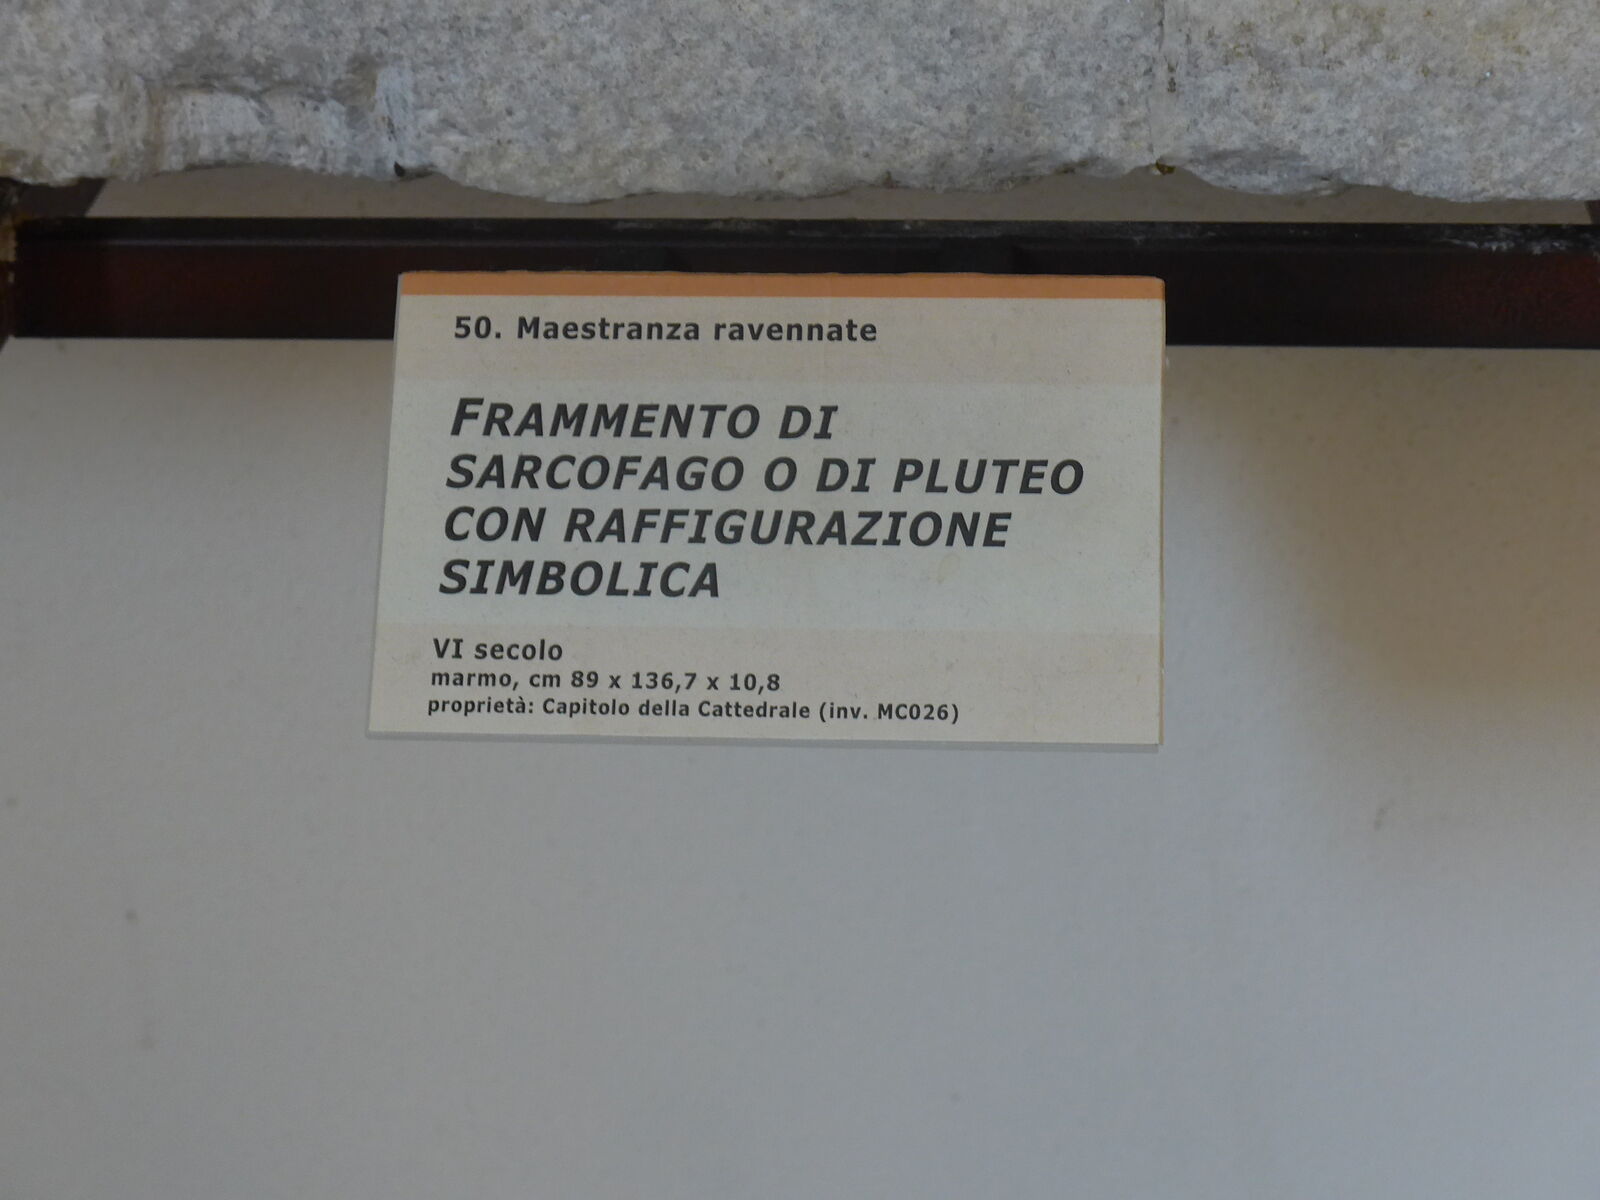 50. Maestranza ravennate
FRAMMENTO DI
SARCOFAGO O DI PLUTEO
CON RAFFIGURAZIONE
SIMBOLICA
VI secolo
marmo, cm 89 x 136,7 x 10,8
proprietà: Capitolo della Cattedrale (inv. MC026)